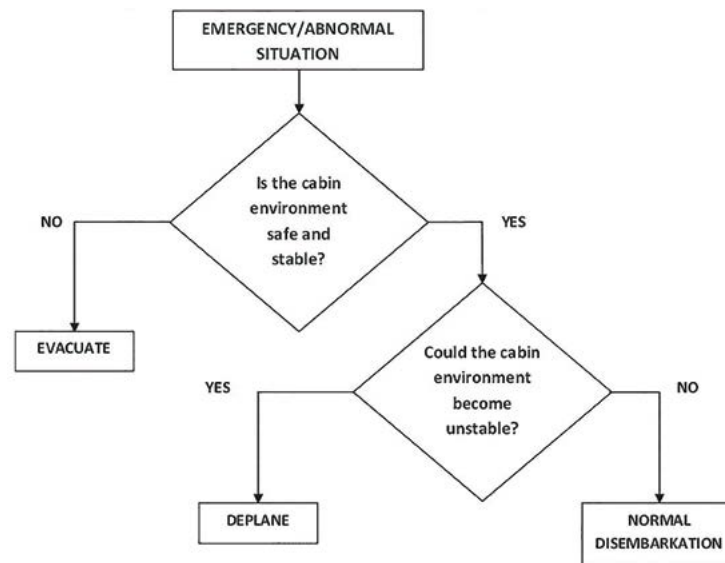 EMERGENCY/ABNORMAL
SITUATION
Is the cabin
environment
safe and
stable?
NO
YES
EVACUATE
Could the cabin
environment
become
unstable?
YES
NO
DEPLANE
NORMAL
DISEMBARKATION